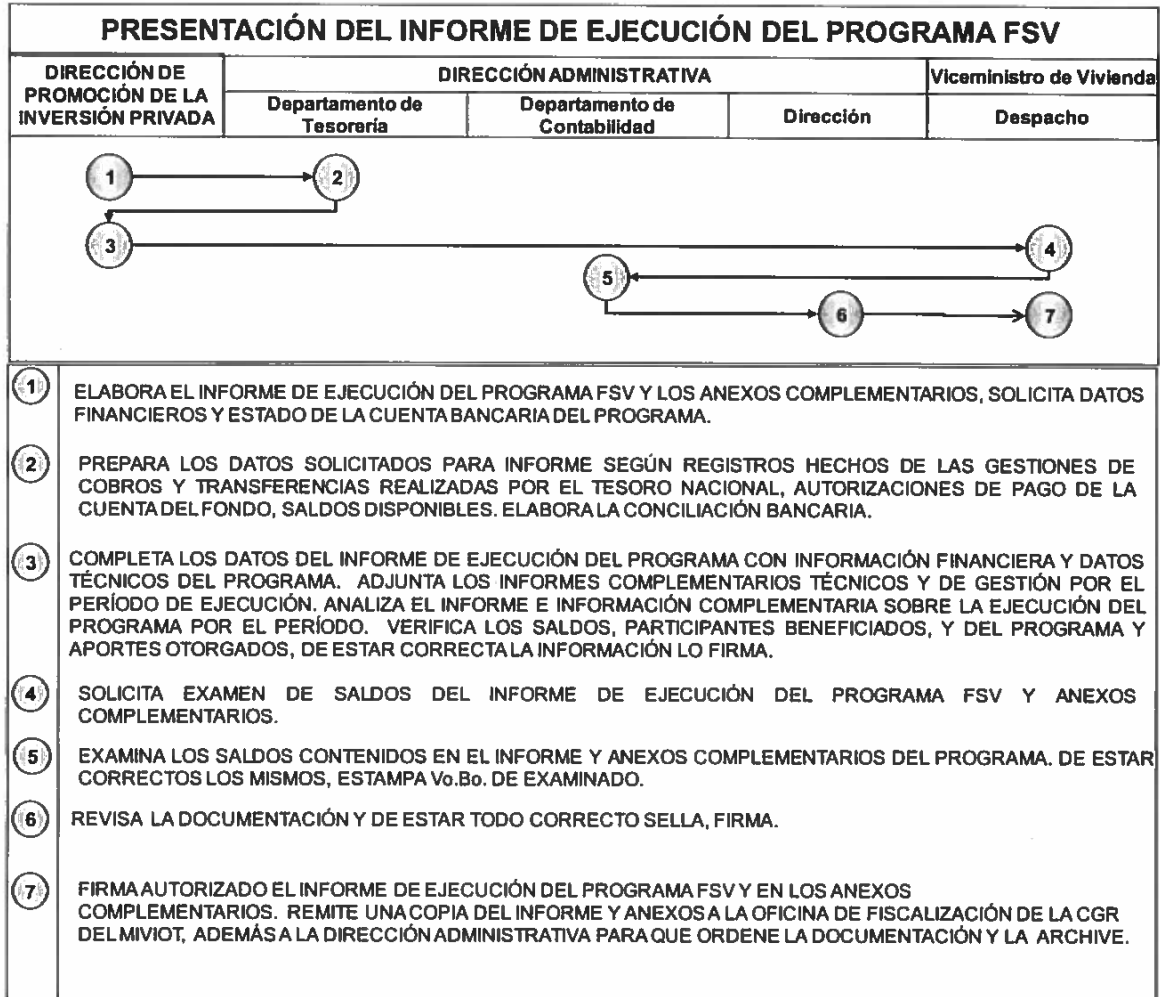 PRESENTACIÓN DEL INFORME DE EJECUCIÓN DEL PROGRAMA FSV
DIRECCIÓN DE
PROMOCIÓN DE LA
INVERSIÓN PRIVADA
DIRECCIÓN ADMINISTRATIVA
Viceministro de Vivienda
Departamento de
Tesorería
Departamento de
Contabilidad
Dirección
Despacho
1
2
3
4
5
6
7
1 ELABORA EL INFORME DE EJECUCIÓN DEL PROGRAMA FSV Y LOS ANEXOS COMPLEMENTARIOS, SOLICITA DATOS
FINANCIEROS Y ESTADO DE LA CUENTA BANCARIA DEL PROGRAMA.
2 PREPARA LOS DATOS SOLICITADOS PARA INFORME SEGÚN REGISTROS HECHOS DE LAS GESTIONES DE
COBROS Y TRANSFERENCIAS REALIZADAS POR EL TESORO NACIONAL, AUTORIZACIONES DE PAGO DE LA
CUENTA DEL FONDO, SALDOS DISPONIBLES. ELABORA LA CONCILIACIÓN BANCARIA.
3 COMPLETA LOS DATOS DEL INFORME DE EJECUCIÓN DEL PROGRAMA CON INFORMACIÓN FINANCIERA Y DATOS
TÉCNICOS DEL PROGRAMA. ADJUNTA LOS INFORMES COMPLEMENTARIOS TÉCNICOS Y DE GESTIÓN POR EL
PERÍODO DE EJECUCIÓN. ANALIZA EL INFORME E INFORMACIÓN COMPLEMENTARIA SOBRE LA EJECUCIÓN DEL
PROGRAMA POR EL PERÍODO. VERIFICA LOS SALDOS, PARTICIPANTES BENEFICIADOS, Y DEL PROGRAMA Y
APORTES OTORGADOS, DE ESTAR CORRECTA LA INFORMACIÓN LO FIRMA.
4 SOLICITA EXAMEN DE SALDOS DEL INFORME DE EJECUCIÓN DEL PROGRAMA FSV Y ANEXOS
COMPLEMENTARIOS.
5 EXAMINA LOS SALDOS CONTENIDOS EN EL INFORME Y ANEXOS COMPLEMENTARIOS DEL PROGRAMA. DE ESTAR
CORRECTOS LOS MISMOS, ESTAMPA Vo.Bo. DE EXAMINADO.
6 REVISA LA DOCUMENTACIÓN Y DE ESTAR TODO CORRECTO SELLA, FIRMA.
7 FIRMA AUTORIZADO EL INFORME DE EJECUCIÓN DEL PROGRAMA FSV Y EN LOS ANEXOS
COMPLEMENTARIOS. REMITE UNA COPIA DEL INFORME Y ANEXOS A LA OFICINA DE FISCALIZACIÓN DE LA CGR
DEL MIVIOT, ADEMÁS A LA DIRECCIÓN ADMINISTRATIVA PARA QUE ORDENE LA DOCUMENTACIÓN Y LA ARCHIVE.